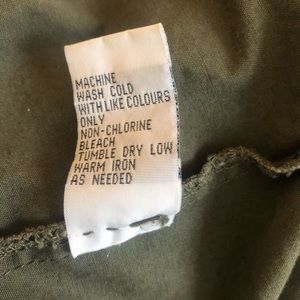 MACHINE
WASH COLD
WITH LIKE COLOURS
ONLY
NON-CHLORINE
BLEACH
TUMBLE DRY LOW
WARM IRON
AS NEEDED